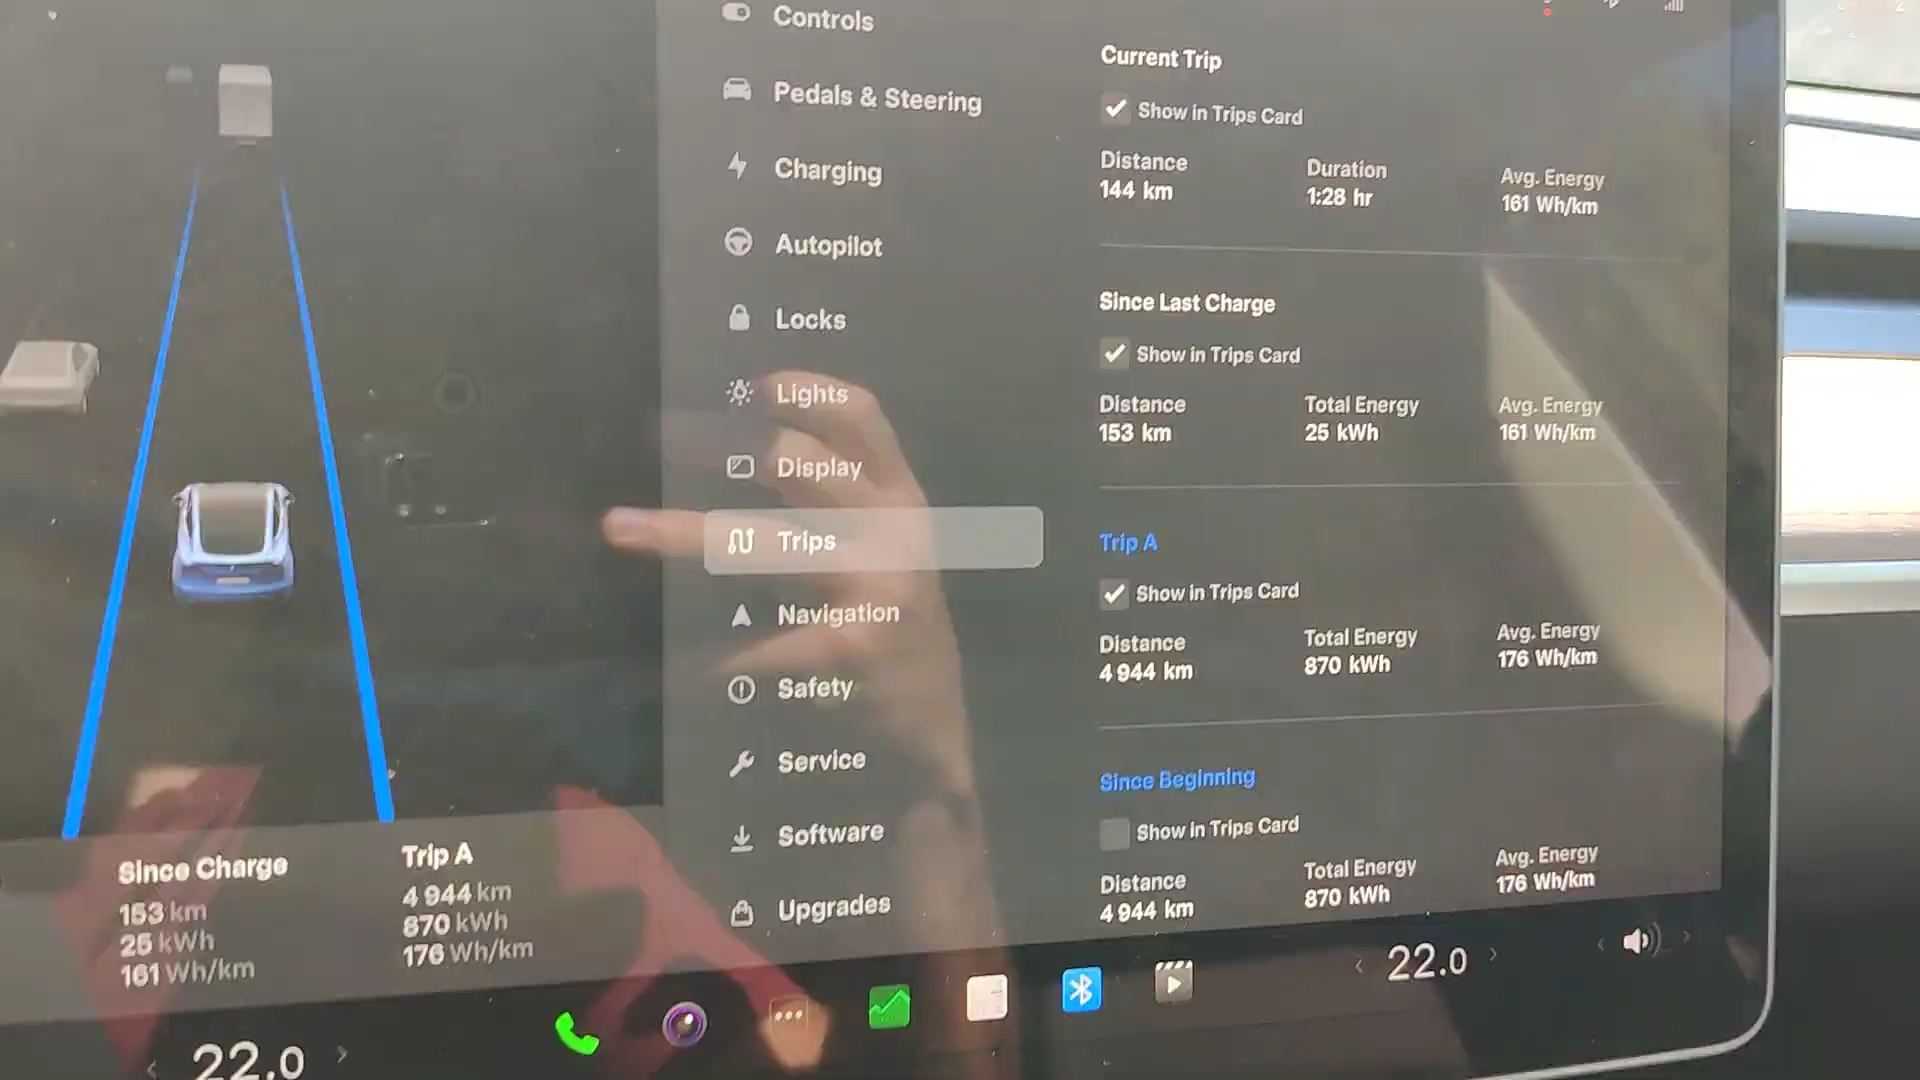 Controls
Pedals & Steering
Charging
Autopilot
Locks
Lights
Display
Trips
Navigation
Safety
Service
Software
Upgrades
Current Trip
Show in Trips Card
Distance
Duration
Avg. Energy
144 km
1:28 hr
161 Wh/km
Since Last Charge
Show in Trips Card
Distance
Total Energy
Avg. Energy
153 km
25 kWh
161 Wh/km
Trip A
Show in Trips Card
Distance
Total Energy
Avg. Energy
4 944 km
870 kWh
176 Wh/km
Since Beginning
Show in Trips Card
Distance
Total Energy
Avg. Energy
4 944 km
870 kWh
176 Wh/km
Since Charge
153 km
25 kWh
161 Wh/km
Trip A
4 944 km
870 kWh
176 Wh/km
22.0
22.0